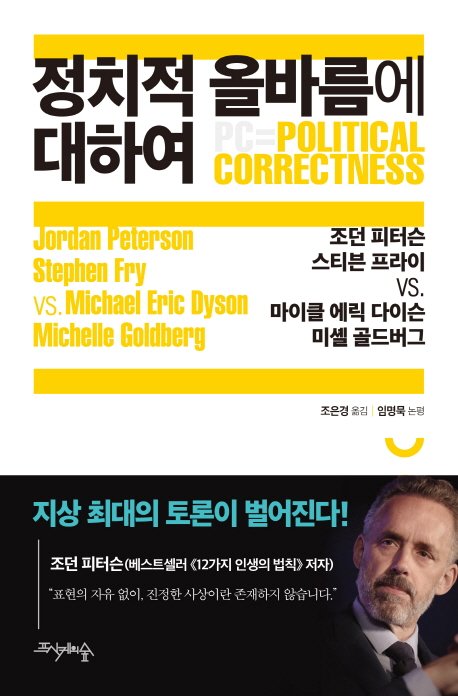 정치적 올바름에
대하여
PC=POLITICAL
CORRECTNESS
Jordan Peterson
Stephen Fry
VS. Michael Eric Dyson
Michelle Goldberg
조던 피터슨
스티븐 프라이
VS.
마이클 에릭 다이슨
미셸 골드버그
조은경 옮김 | 임명묵 논평
지상 최대의 토론이 벌어진다!
조던 피터슨(베스트셀러 《12가지 인생의 법칙》 저자)
“표현의 자유 없이, 진정한 사상이란 존재하지 않습니다.”
프시케의숲